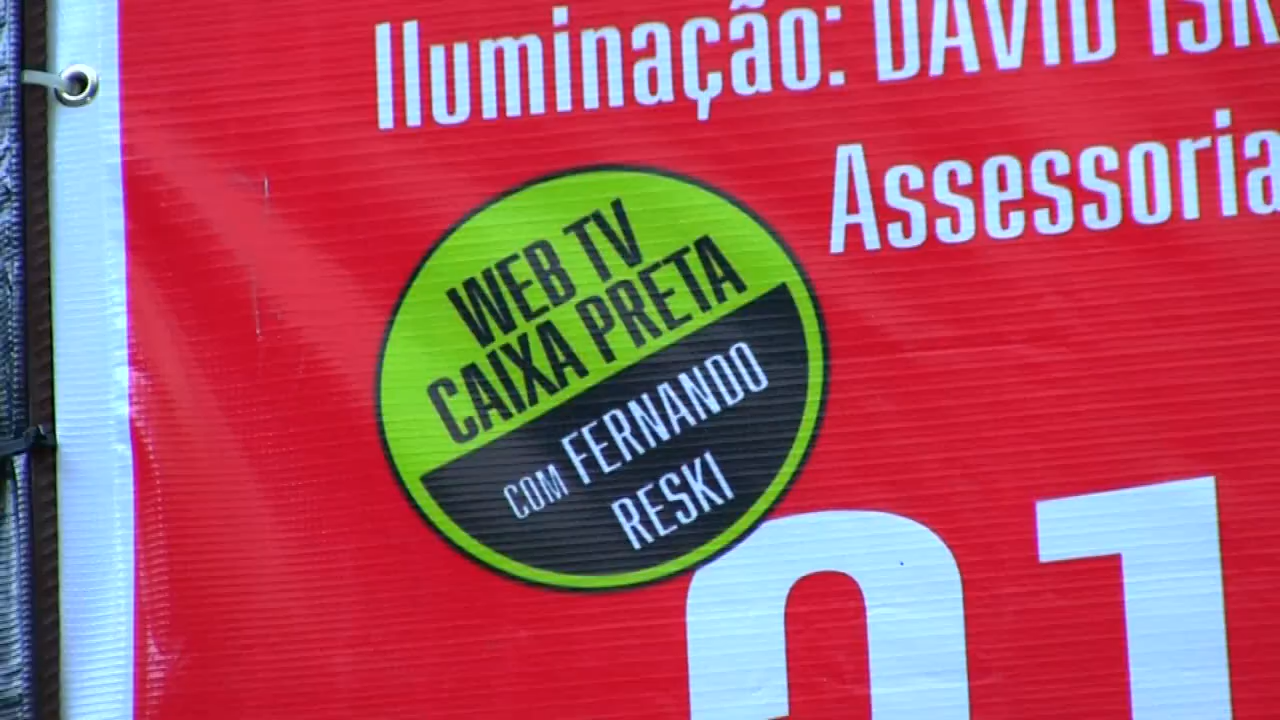 Iluminação: DAVID
Assessoria
WEB TV
CAIXA PRETA
COM FERNANDO
RESKI